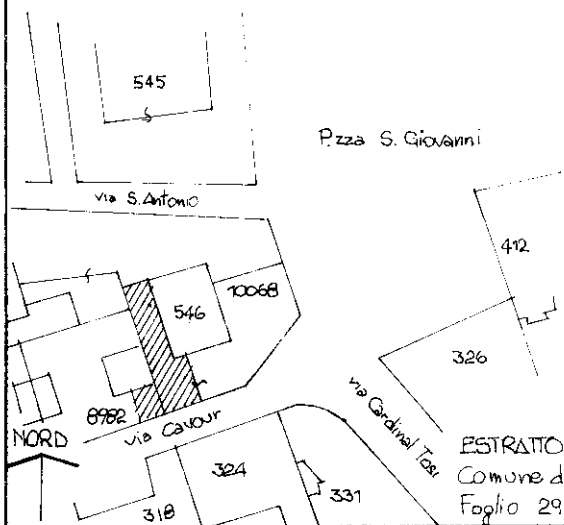 545
P.zza S. Giovanni
via S. Antonio
412
10068
546
326
8982
via Cavour
via Cardinal Tosi
NORD
324
331
318
ESTRATTO
Comune d
Foglio 29